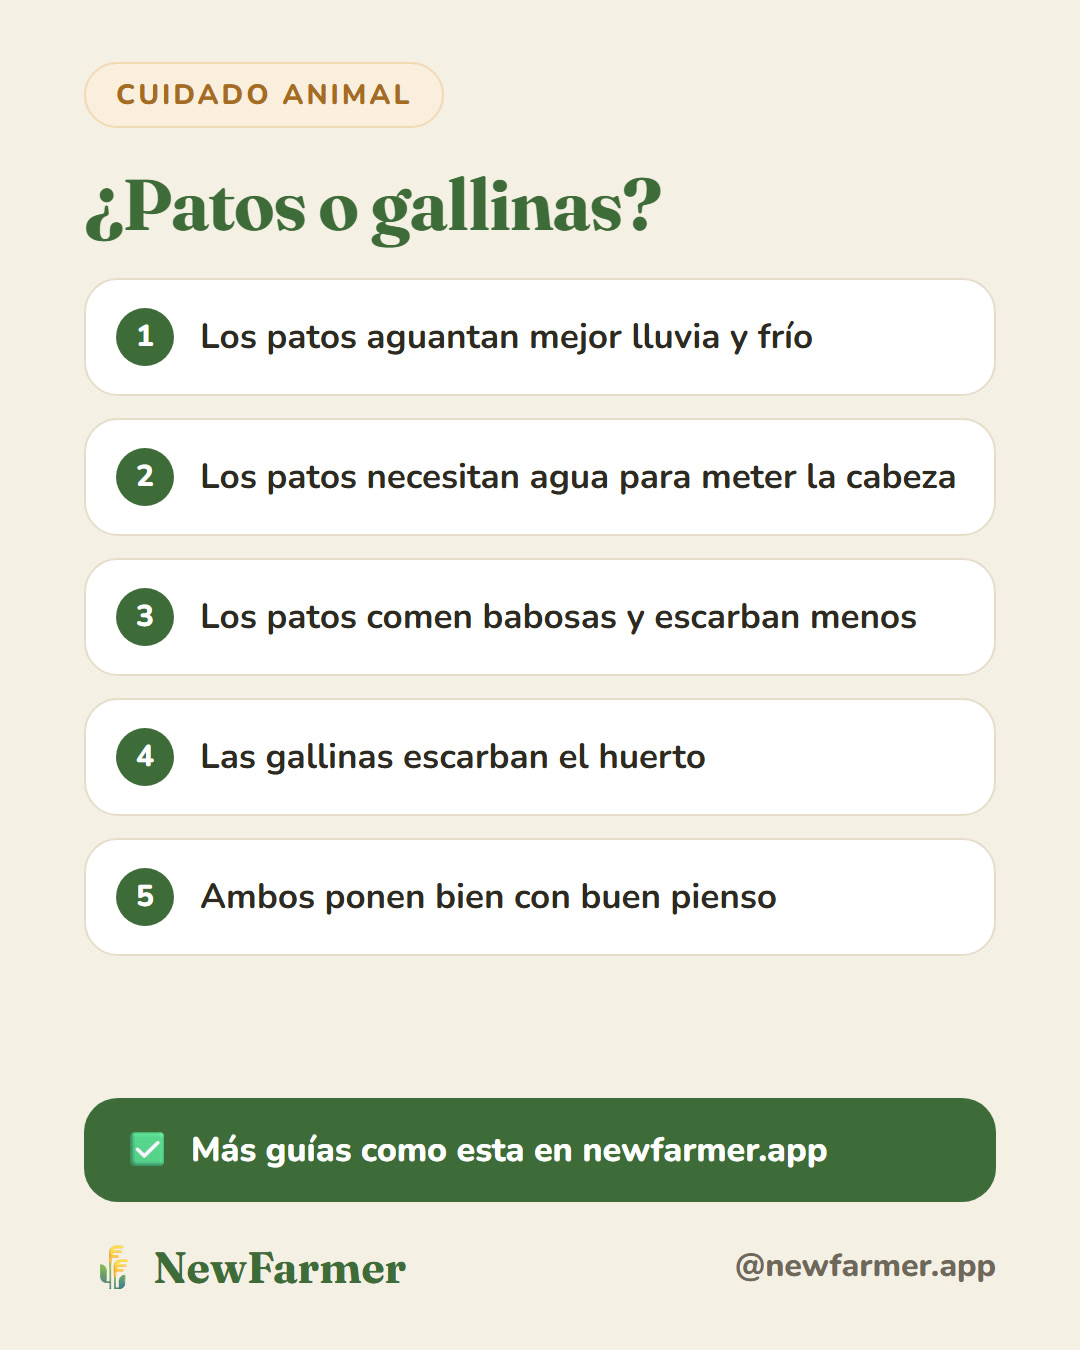 CUIDADO ANIMAL
¿Patos o gallinas?
1 Los patos aguantan mejor lluvia y frío
2 Los patos necesitan agua para meter la cabeza
3 Los patos comen babosas y escarban menos
4 Las gallinas escarban el huerto
5 Ambos ponen bien con buen pienso
Más guías como esta en newfarmer.app
NewFarmer
@newfarmer.app